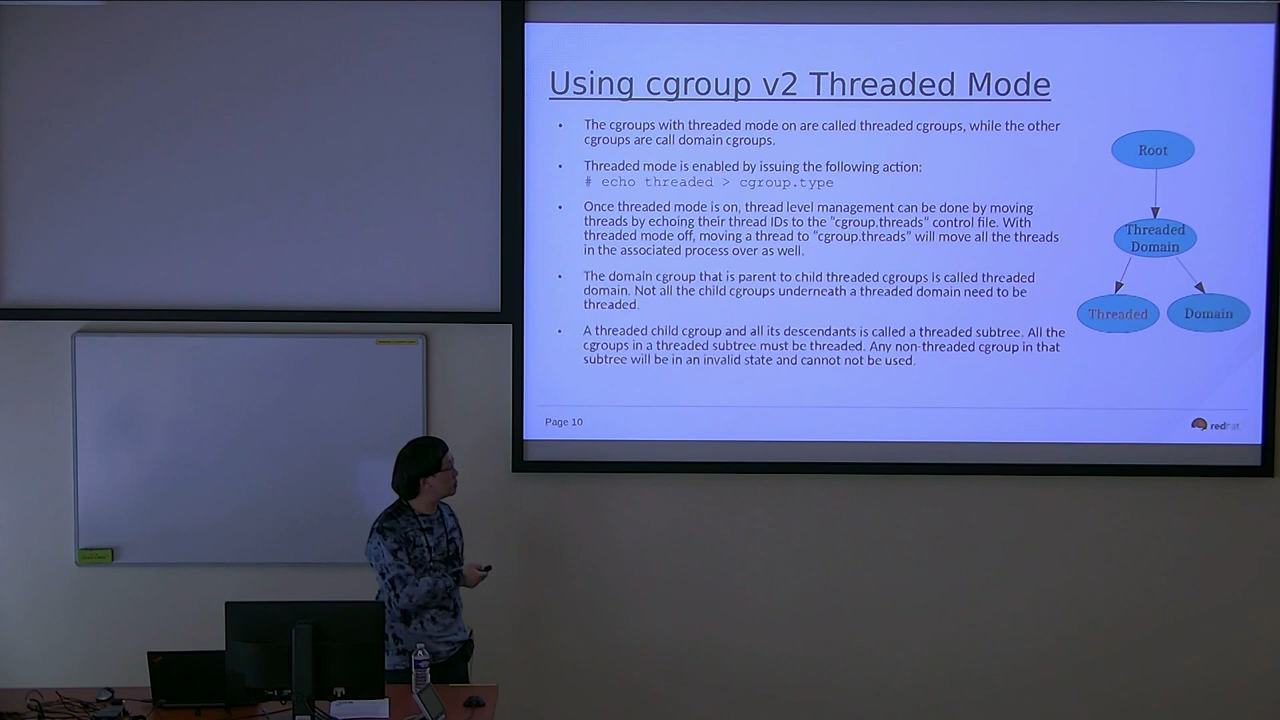 Using cgroup v2 Threaded Mode
• The cgroups with threaded mode on are called threaded cgroups, while the other
cgroups are call domain cgroups.
• Threaded mode is enabled by issuing the following action:
# echo threaded > cgroup.type
• Once threaded mode is on, thread level management can be done by moving
threads by echoing their thread IDs to the "cgroup.threads" control file. With
threaded mode off, moving a thread to "cgroup.threads" will move all the threads
in the associated process over as well.
• The domain cgroup that is parent to child threaded cgroups is called threaded
domain. Not all the child cgroups underneath a threaded domain need to be
threaded.
• A threaded child cgroup and all its descendants is called a threaded subtree. All the
cgroups in a threaded subtree must be threaded. Any non-threaded cgroup in that
subtree will be in an invalid state and cannot not be used.
Root
Threaded
Domain
Threaded
Domain
Page 10
redhat